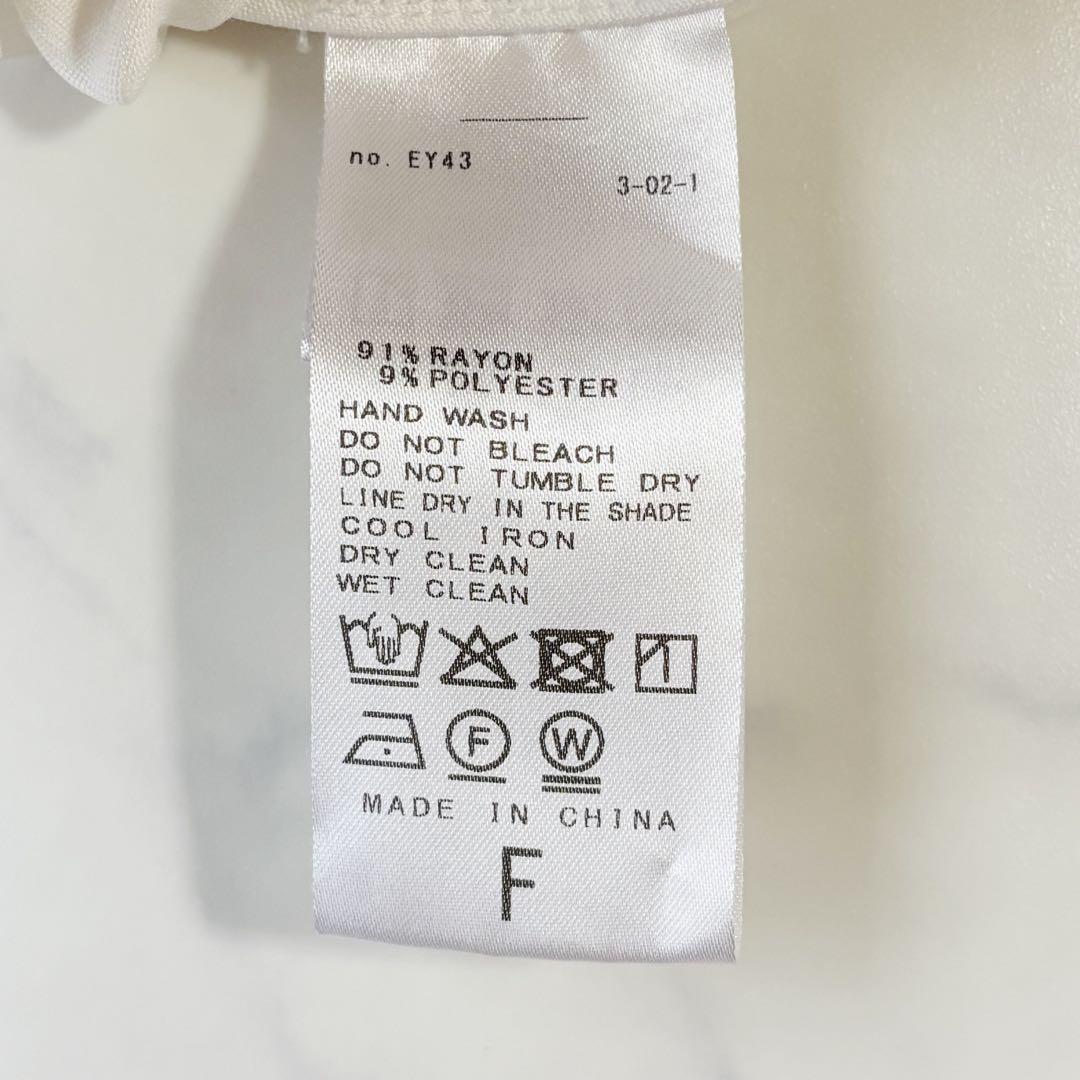 no. EY43
3-02-1
91% RAYON
9% POLYESTER
HAND WASH
DO NOT BLEACH
DO NOT TUMBLE DRY
LINE DRY IN THE SHADE
COOL IRON
DRY CLEAN
WET CLEAN
F W
MADE IN CHINA
F